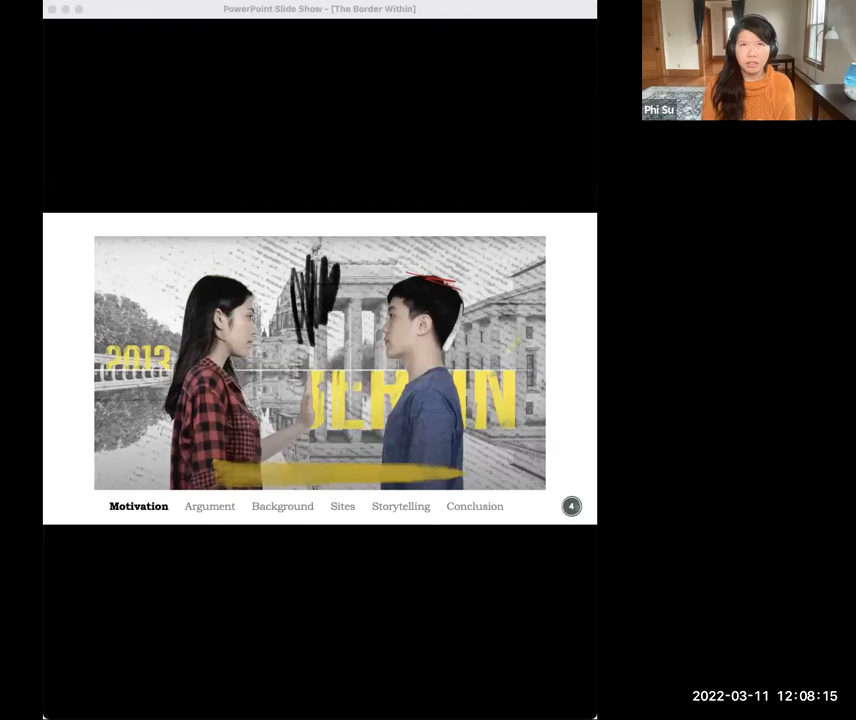 PowerPoint Slide Show - [The Border Within]
Phi Su
2013
BERLIN
Motivation Argument Background Sites Storytelling Conclusion
4
2022-03-11 12:08:15